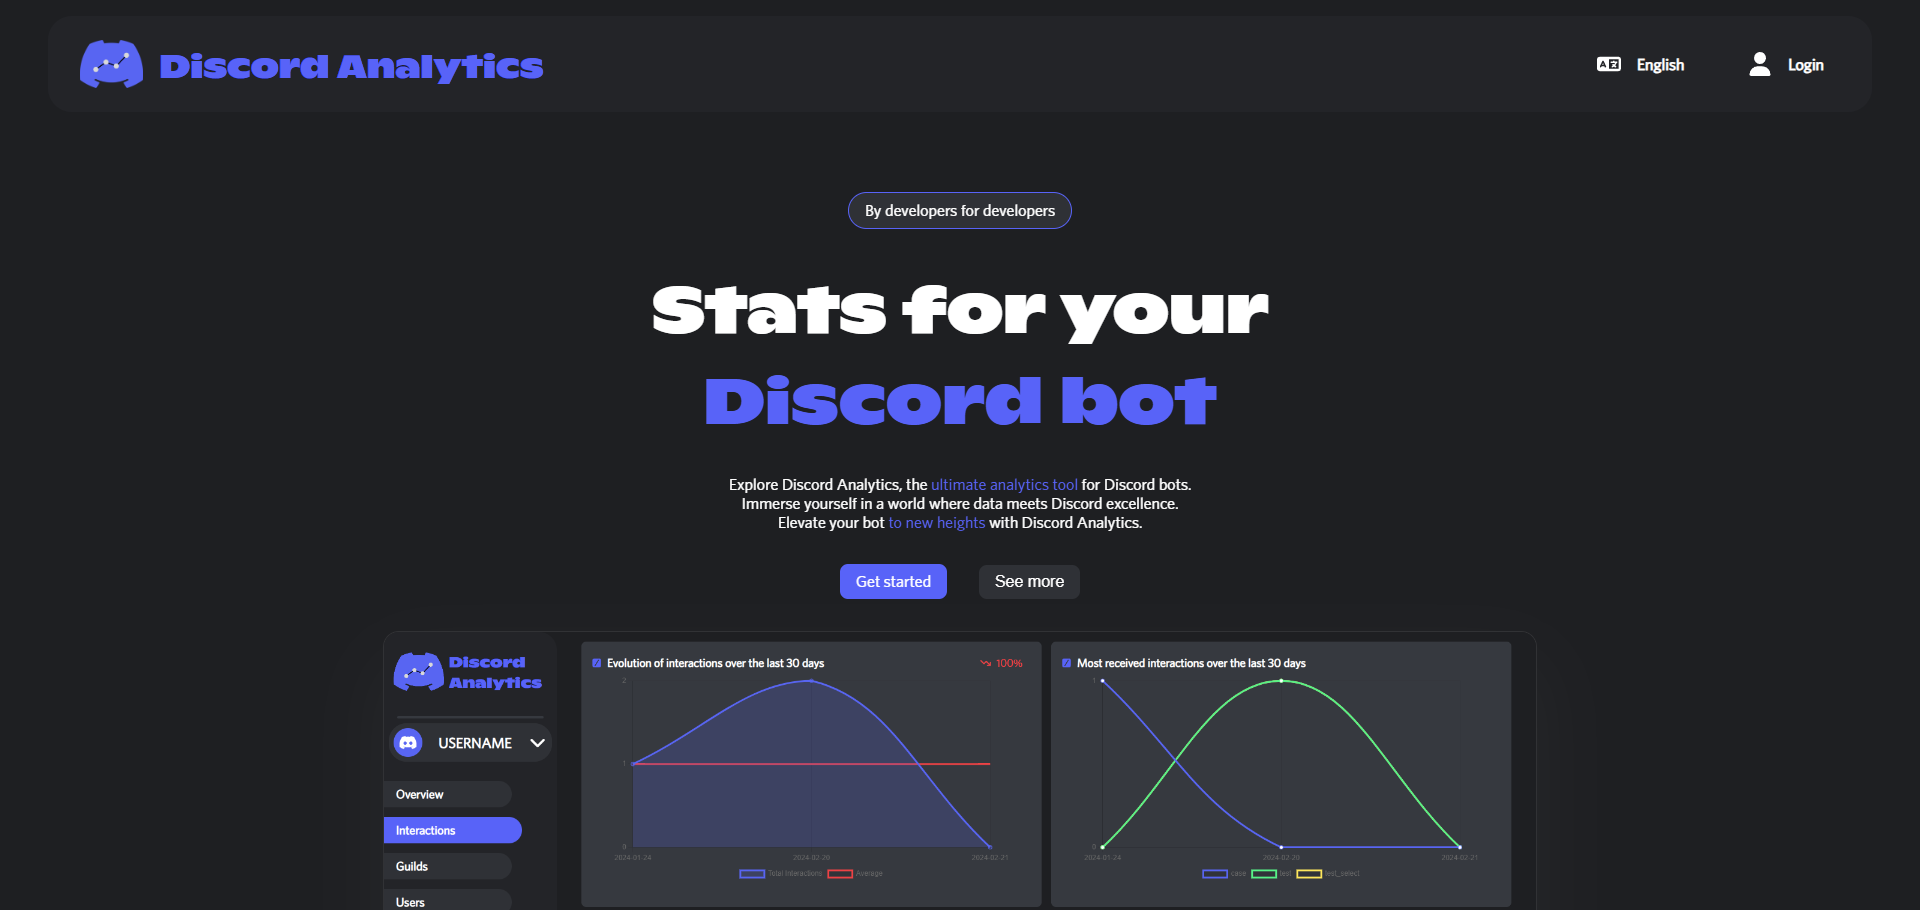 Discord Analytics
English
Login
By developers for developers
Stats for your
Discord bot
Explore Discord Analytics, the ultimate analytics tool for Discord bots.
Immerse yourself in a world where data meets Discord excellence.
Elevate your bot to new heights with Discord Analytics.
Get started
See more
Discord
Analytics
USERNAME
Overview
Interactions
Guilds
Users
Evolution of interactions over the last 30 days
100%
2
1
0
2024-01-24
2024-02-20
2024-02-21
Total Interactions
Average
Most received interactions over the last 30 days
1
0
2024-01-24
2024-02-20
2024-02-21
case
test
test_select